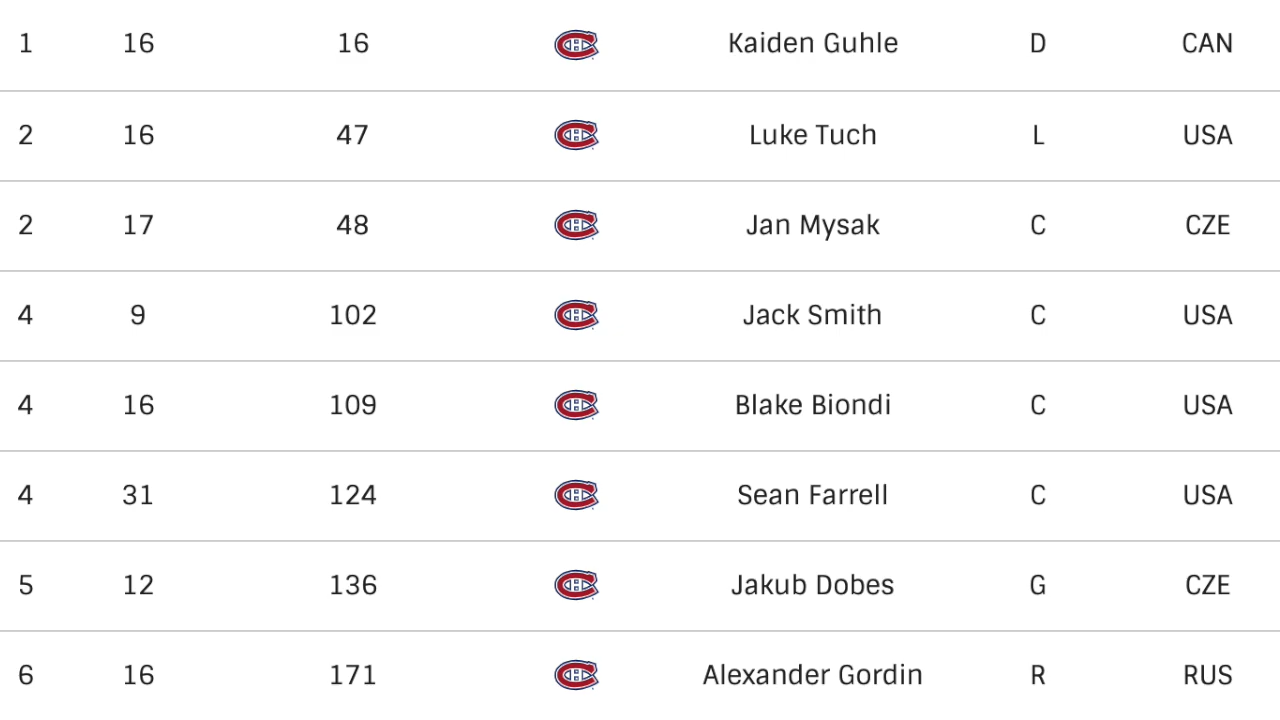 1 16 16 Kaiden Guhle D CAN
2 16 47 Luke Tuch L USA
2 17 48 Jan Mysak C CZE
4 9 102 Jack Smith C USA
4 16 109 Blake Biondi C USA
4 31 124 Sean Farrell C USA
5 12 136 Jakub Dobes G CZE
6 16 171 Alexander Gordin R RUS